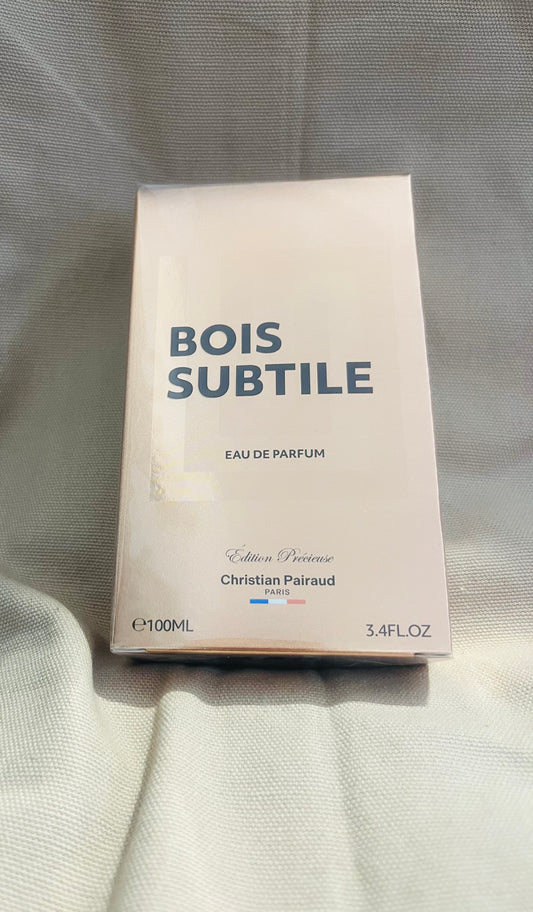 BOIS
SUBTILE
EAU DE PARFUM
Édition Précieuse
Christian Pairaud
PARIS
℮100ML
3.4FL.OZ